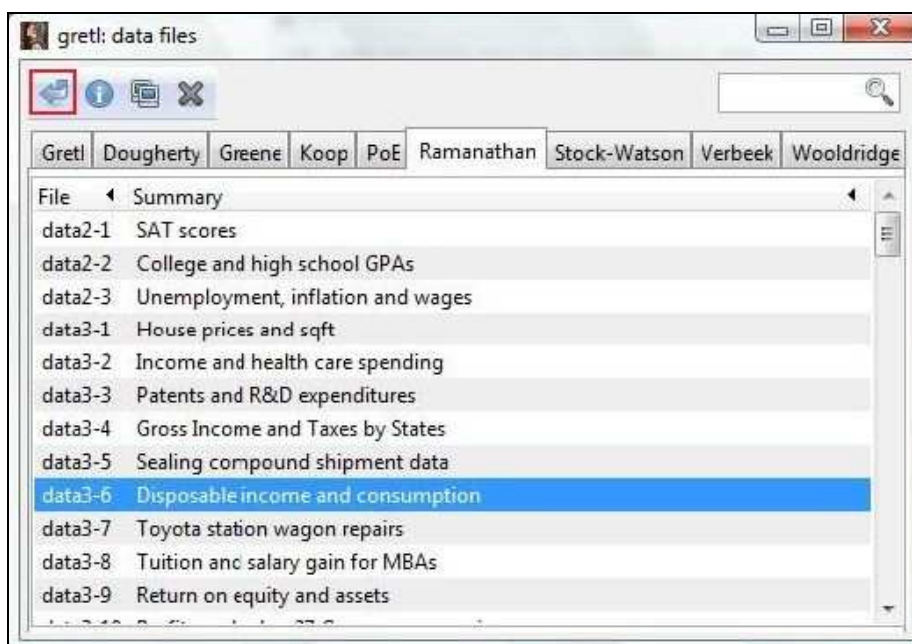 gretl: data files
Gretl Dougherty Greene Koop PoE Ramanathan Stock-Watson Verbeek Wooldridge
File Summary
data2-1 SAT scores
data2-2 College and high school GPAs
data2-3 Unemployment, inflation and wages
data3-1 House prices and sqft
data3-2 Income and health care spending
data3-3 Patents and R&D expenditures
data3-4 Gross Income and Taxes by States
data3-5 Sealing compound shipment data
data3-6 Disposable income and consumption
data3-7 Toyota station wagon repairs
data3-8 Tuition and salary gain for MBAs
data3-9 Return on equity and assets